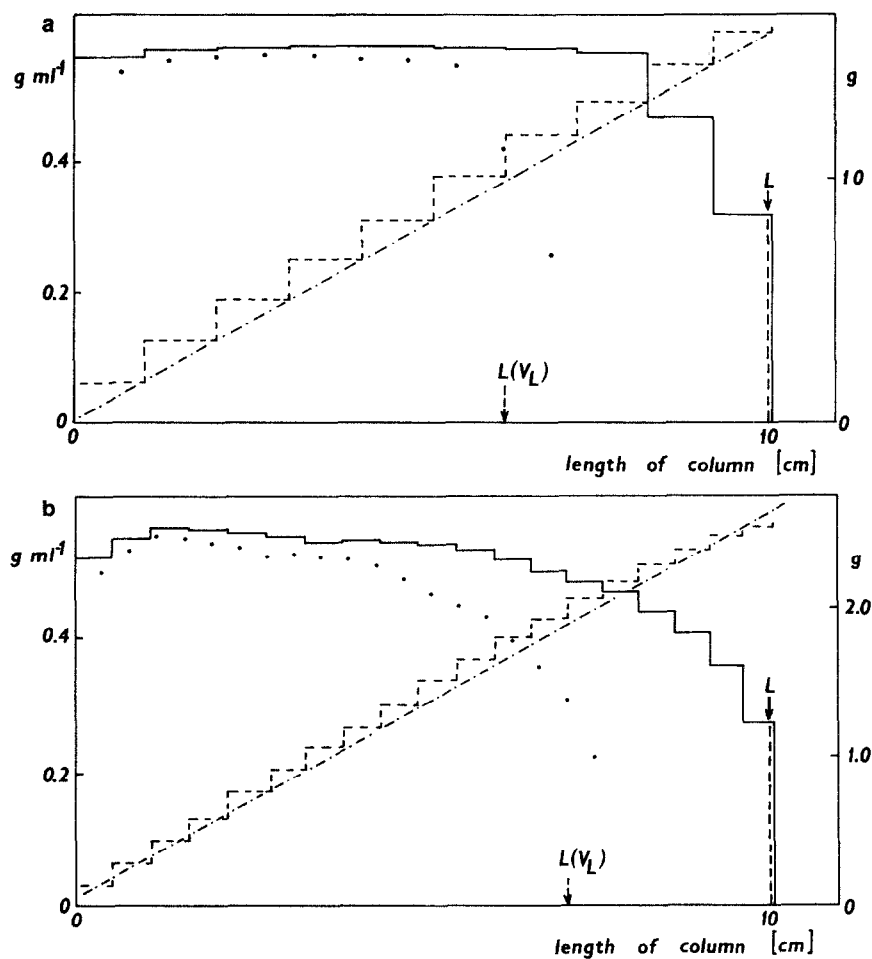 a
g ml⁻¹
g
0.4
10
L
0.2
L(V_L)
0
0
0
10
length of column [cm]
b
g ml⁻¹
g
2.0
0.4
L
1.0
0.2
L(V_L)
0
0
0
10
length of column [cm]